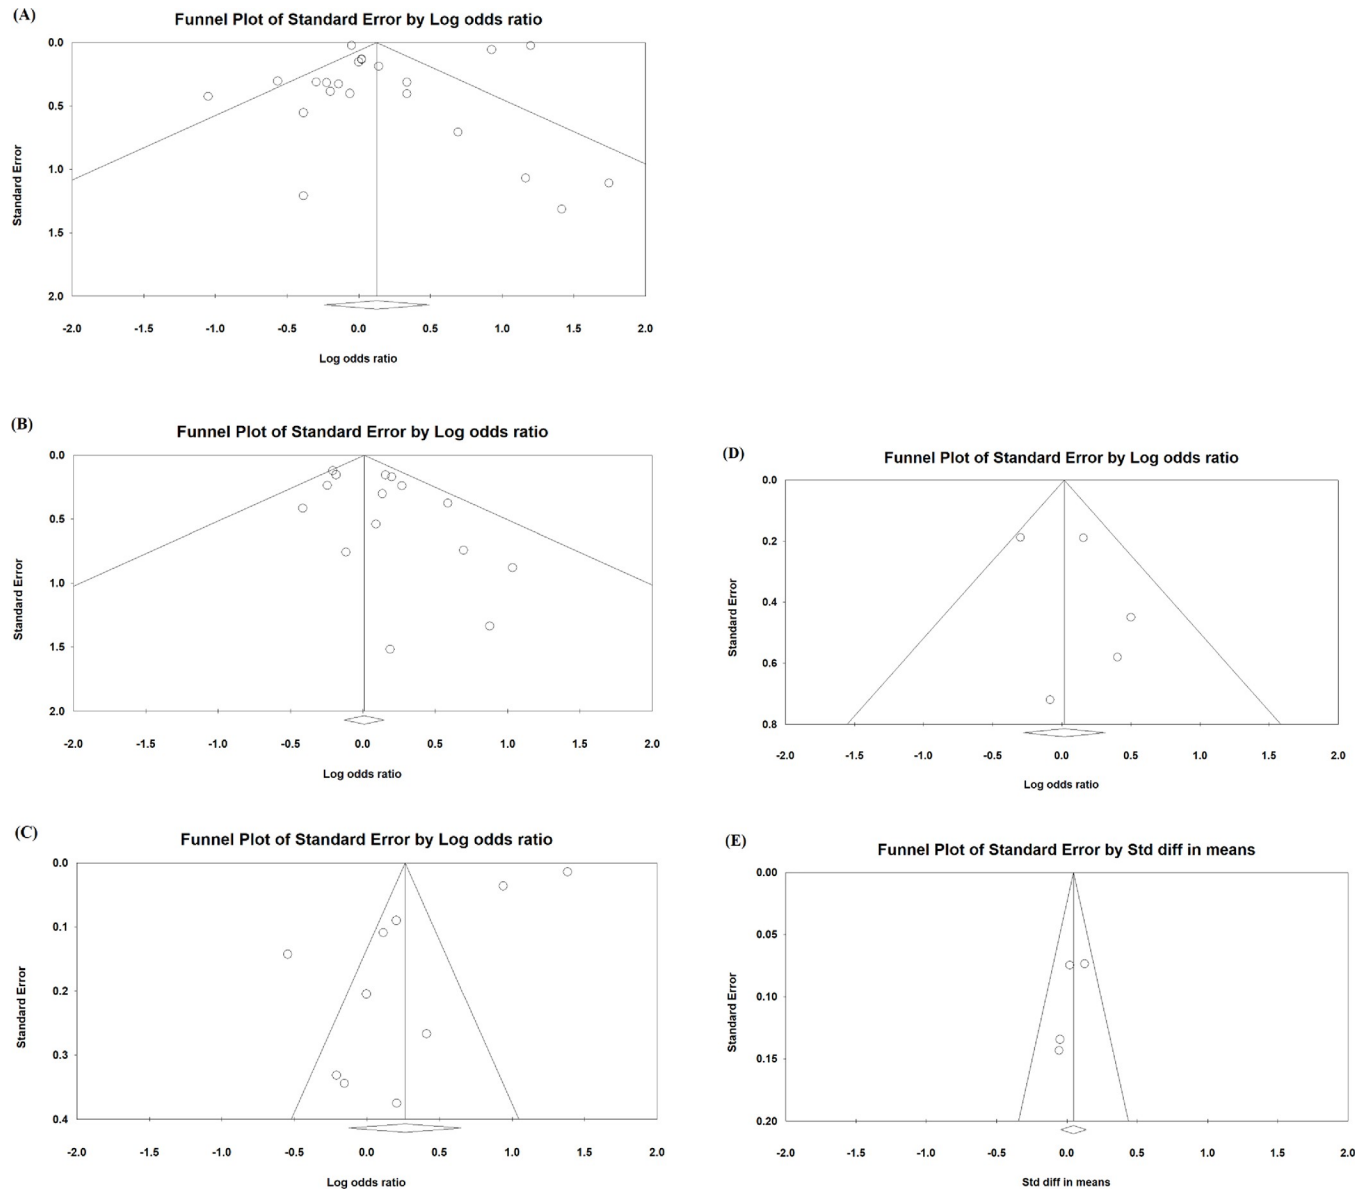 (A)
Funnel Plot of Standard Error by Log odds ratio
0.0
0.5
1.0
1.5
2.0
Standard Error
-2.0 -1.5 -1.0 -0.5 0.0 0.5 1.0 1.5 2.0
Log odds ratio
(B)
Funnel Plot of Standard Error by Log odds ratio
0.0
0.5
1.0
1.5
2.0
Standard Error
-2.0 -1.5 -1.0 -0.5 0.0 0.5 1.0 1.5 2.0
Log odds ratio
(D)
Funnel Plot of Standard Error by Log odds ratio
0.0
0.2
0.4
0.6
0.8
Standard Error
-2.0 -1.5 -1.0 -0.5 0.0 0.5 1.0 1.5 2.0
Log odds ratio
(C)
Funnel Plot of Standard Error by Log odds ratio
0.0
0.1
0.2
0.3
0.4
Standard Error
-2.0 -1.5 -1.0 -0.5 0.0 0.5 1.0 1.5 2.0
Log odds ratio
(E)
Funnel Plot of Standard Error by Std diff in means
0.00
0.05
0.10
0.15
0.20
Standard Error
-2.0 -1.5 -1.0 -0.5 0.0 0.5 1.0 1.5 2.0
Std diff in means